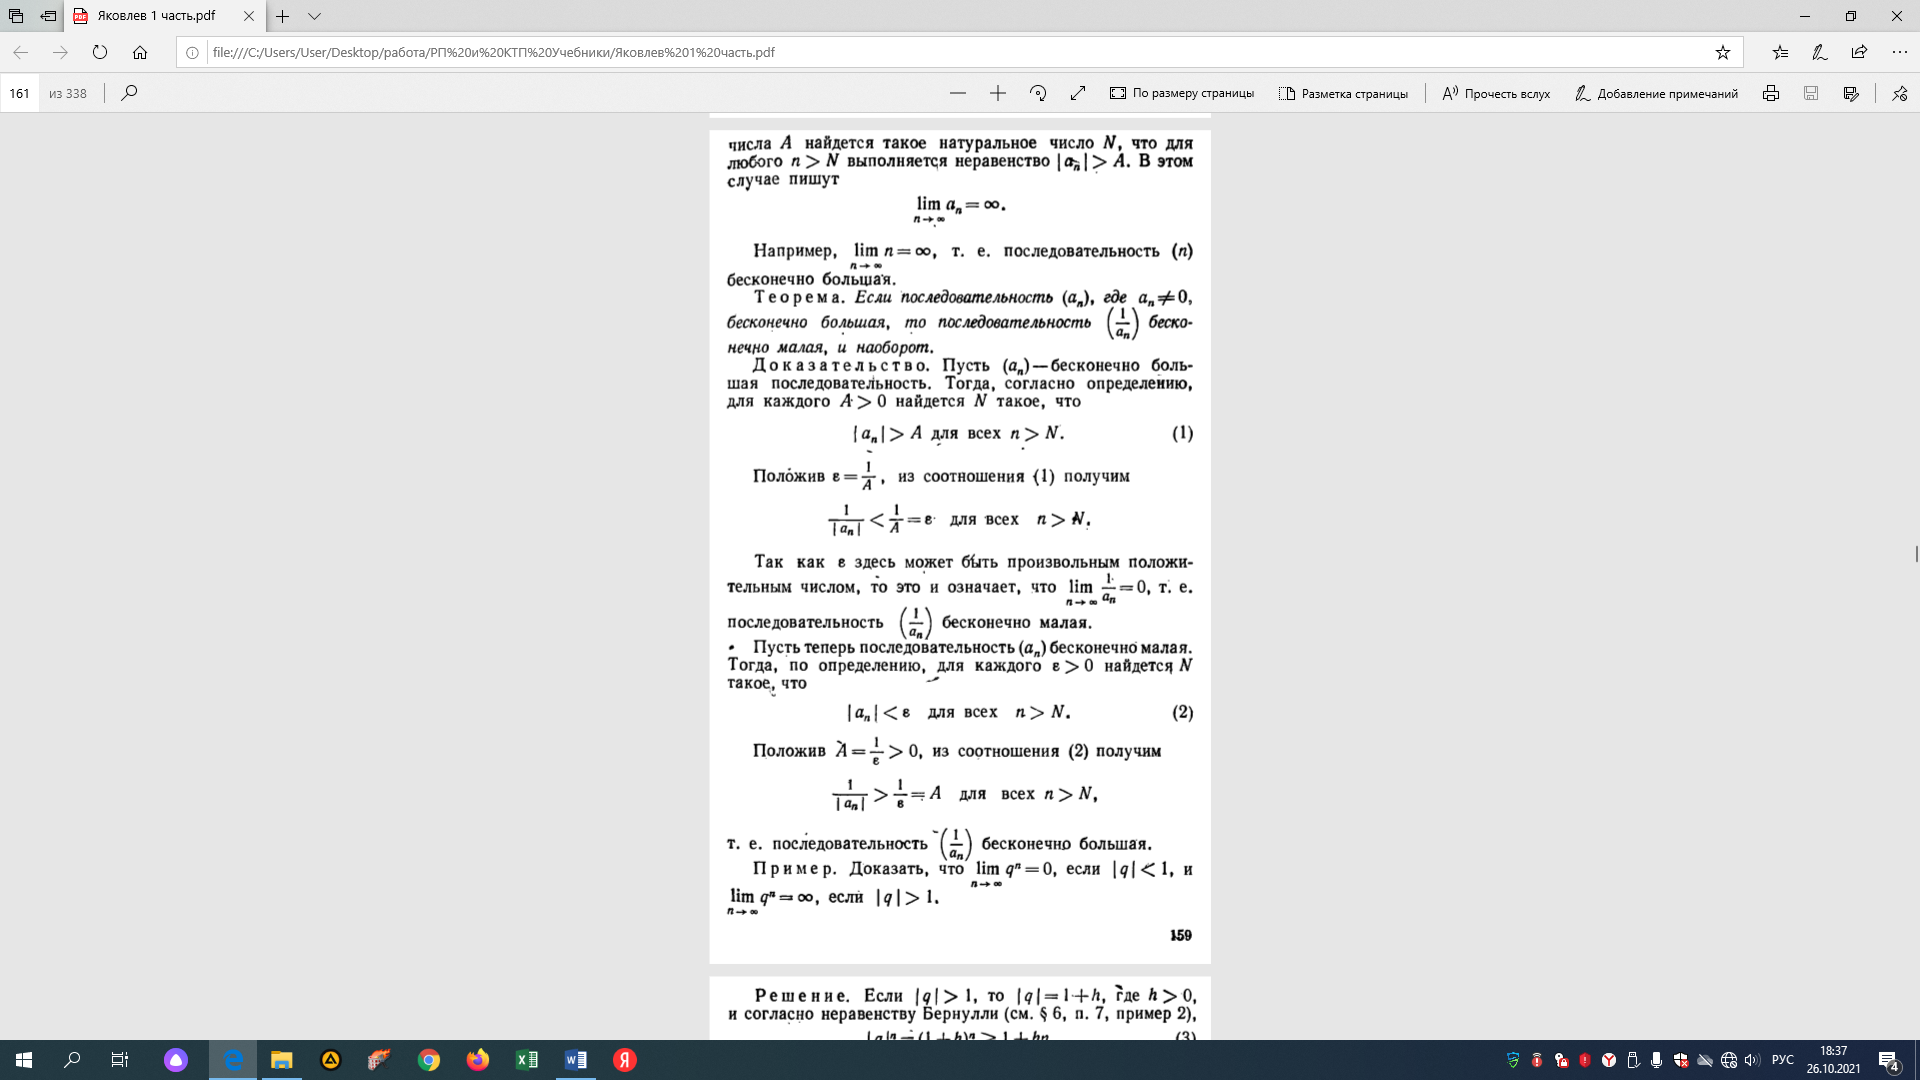 Яковлев 1 часть.pdf
file:///C:/Users/User/Desktop/работа/РП%20и%20КТП%20Учебники/Яковлев%201%20часть.pdf
161 из 338 По размеру страницы Разметка страницы Прочесть вслух Добавление примечаний
числа A найдется такое натуральное число N, что для
любого n > N выполняется неравенство |aₙ| > A. В этом
случае пишут
lim aₙ = ∞.
n→∞
Например, lim n = ∞, т. е. последовательность (n)
n→∞
бесконечно большая.
Теорема. Если последовательность (aₙ), где aₙ ≠ 0,
бесконечно большая, то последовательность (1/aₙ) беско-
нечно малая, и наоборот.
Доказательство. Пусть (aₙ) — бесконечно боль-
шая последовательность. Тогда, согласно определению,
для каждого A > 0 найдется N такое, что
|aₙ| > A для всех n > N. (1)
Положив ε = 1/A, из соотношения (1) получим
1/|aₙ| < 1/A = ε для всех n > N.
Так как ε здесь может быть произвольным положи-
тельным числом, то это и означает, что lim 1/aₙ = 0, т. е.
n→∞
последовательность (1/aₙ) бесконечно малая.
Пусть теперь последовательность (aₙ) бесконечно малая.
Тогда, по определению, для каждого ε > 0 найдется N
такое, что
|aₙ| < ε для всех n > N. (2)
Положив A = 1/ε > 0, из соотношения (2) получим
1/|aₙ| > 1/ε = A для всех n > N,
т. е. последовательность (1/aₙ) бесконечно большая.
Пример. Доказать, что lim qⁿ = 0, если |q| < 1, и
n→∞
lim qⁿ = ∞, если |q| > 1.
n→∞
159
Решение. Если |q| > 1, то |q| = 1 + h, где h > 0,
и согласно неравенству Бернулли (см. § 6, п. 7, пример 2),
РУС
18:37
26.10.2021
4